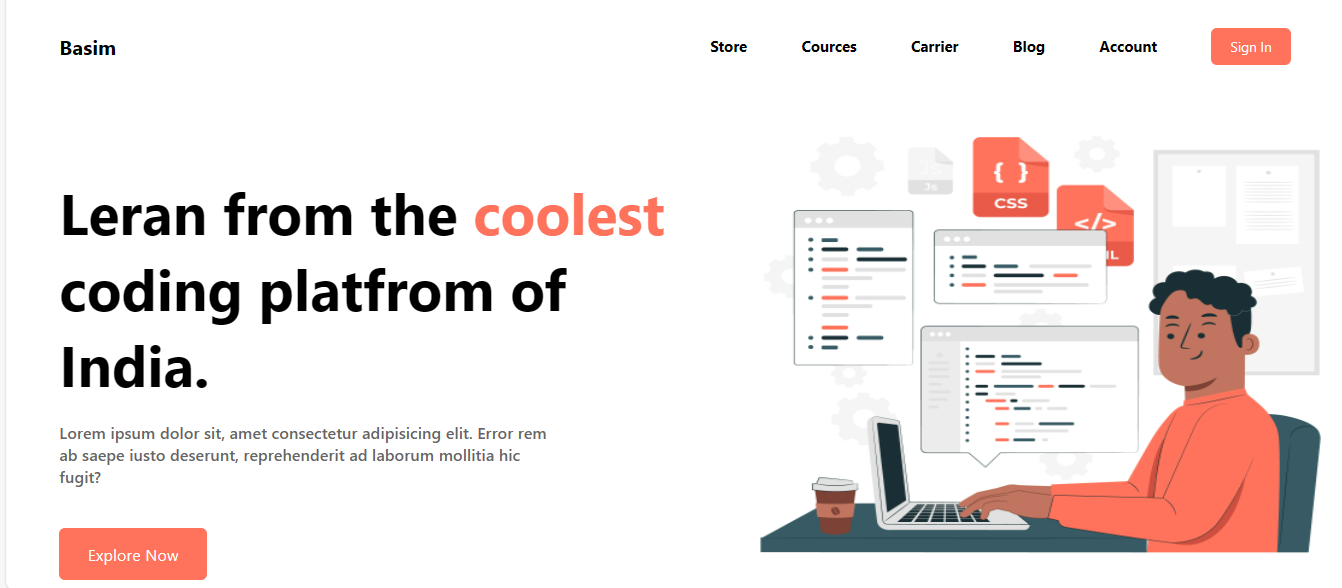 Basim
Store Cources Carrier Blog Account Sign In
Leran from the coolest
coding platfrom of
India.
Lorem ipsum dolor sit, amet consectetur adipisicing elit. Error rem
ab saepe iusto deserunt, reprehenderit ad laborum mollitia hic
fugit?
Explore Now
JS
Js
{ }
CSS
</>
IL